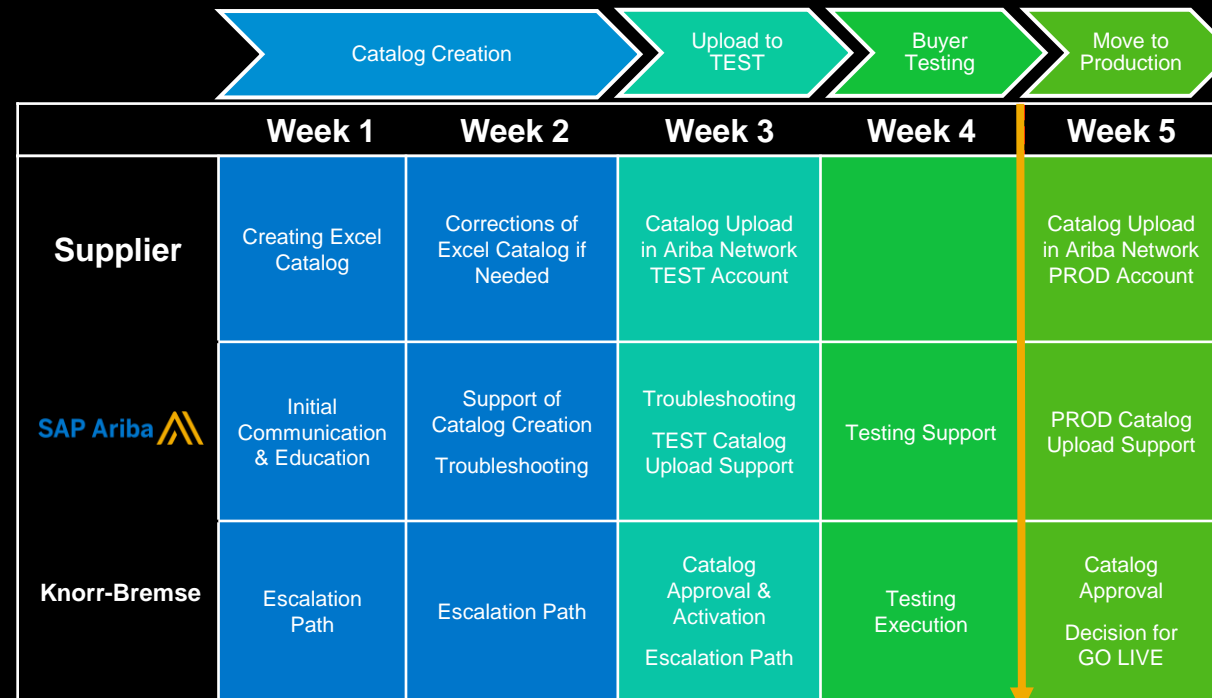 Catalog Creation
Upload to
TEST
Buyer
Testing
Move to
Production
Week 1
Week 2
Week 3
Week 4
Week 5
Supplier
Creating Excel
Catalog
Corrections of
Excel Catalog if
Needed
Catalog Upload
in Ariba Network
TEST Account
Catalog Upload
in Ariba Network
PROD Account
SAP Ariba
Initial
Communication
& Education
Support of
Catalog Creation
Troubleshooting
Troubleshooting
TEST Catalog
Upload Support
Testing Support
PROD Catalog
Upload Support
Knorr-Bremse
Escalation
Path
Escalation Path
Catalog
Approval &
Activation
Escalation Path
Testing
Execution
Catalog
Approval
Decision for
GO LIVE